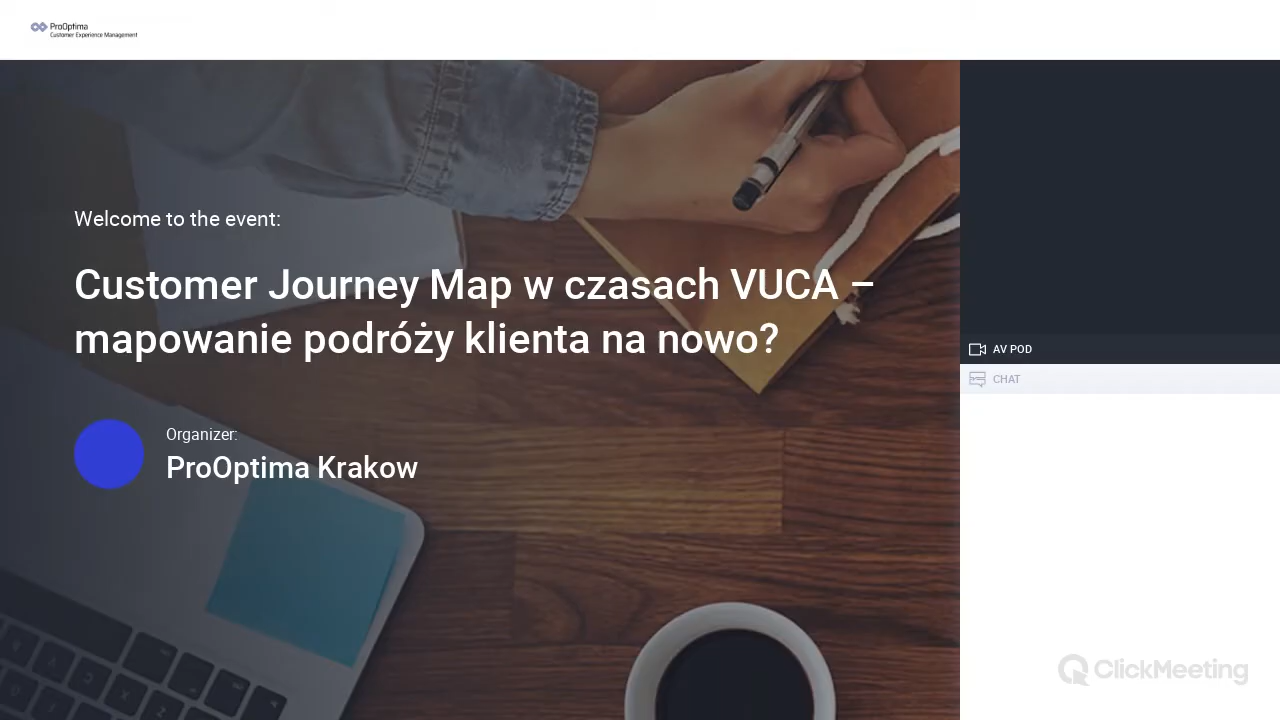 ProOptima
Customer Experience Management
Welcome to the event:
Customer Journey Map w czasach VUCA –
mapowanie podróży klienta na nowo?
Organizer:
ProOptima Krakow
AV POD
CHAT
ClickMeeting